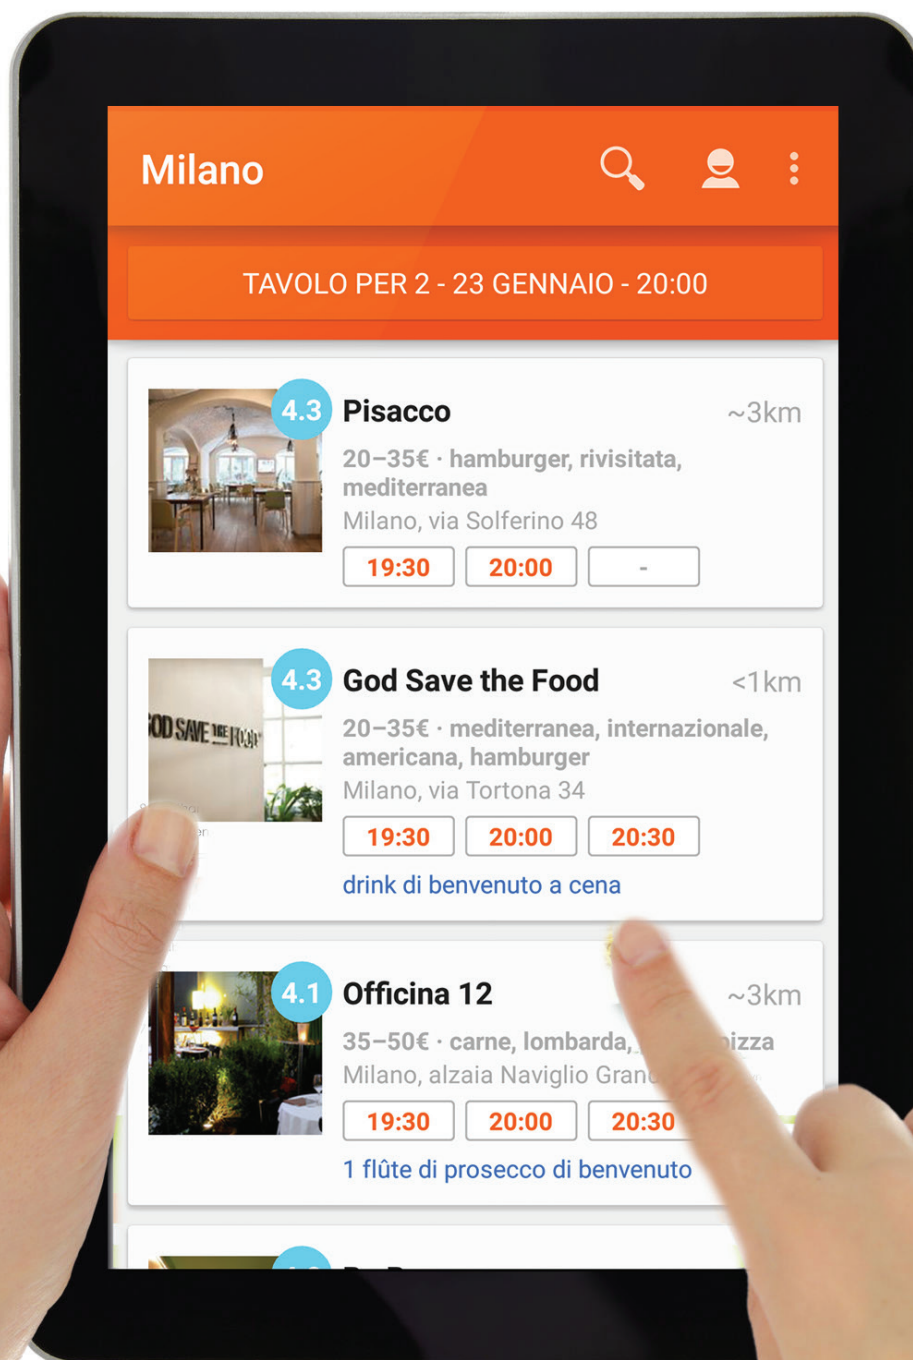 Milano
TAVOLO PER 2 - 23 GENNAIO - 20:00
4.3
Pisacco
~3km
20–35€ · hamburger, rivisitata,
mediterranea
Milano, via Solferino 48
19:30 20:00 -
4.3
God Save the Food
<1km
20–35€ · mediterranea, internazionale,
americana, hamburger
Milano, via Tortona 34
GOD SAVE THE FOOD
19:30 20:00 20:30
drink di benvenuto a cena
4.1
Officina 12
~3km
35–50€ · carne, lombarda,
Milano, alzaia Naviglio
19:30 20:00 20:30
1 flûte di prosecco di benvenuto